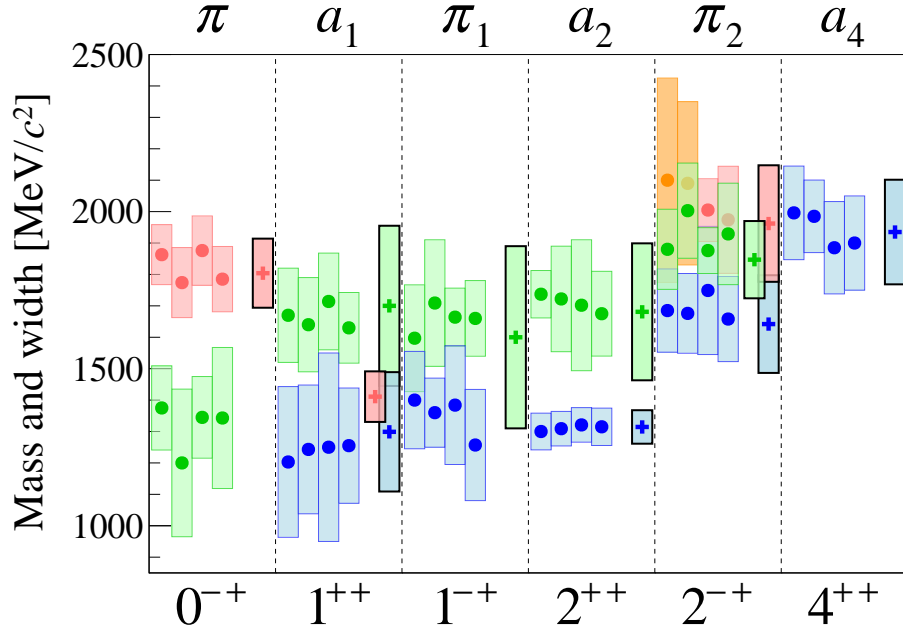 π a₁ π₁ a₂ π₂ a₄
2500
2000
1500
1000
Mass and width [MeV/c²]
0⁻⁺ 1⁺⁺ 1⁻⁺ 2⁺⁺ 2⁻⁺ 4⁺⁺